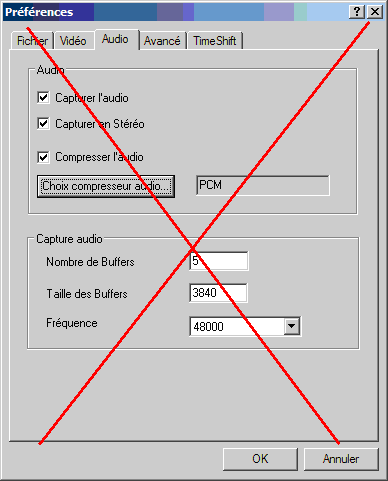 Préférences
Fichier Vidéo Audio Avancé TimeShift
Audio
Capturer l'audio
Capturer en Stéréo
Compresser l'audio
Choix compresseur audio... PCM
Capture audio
Nombre de Buffers 5
Taille des Buffers 3840
Fréquence 48000
OK Annuler